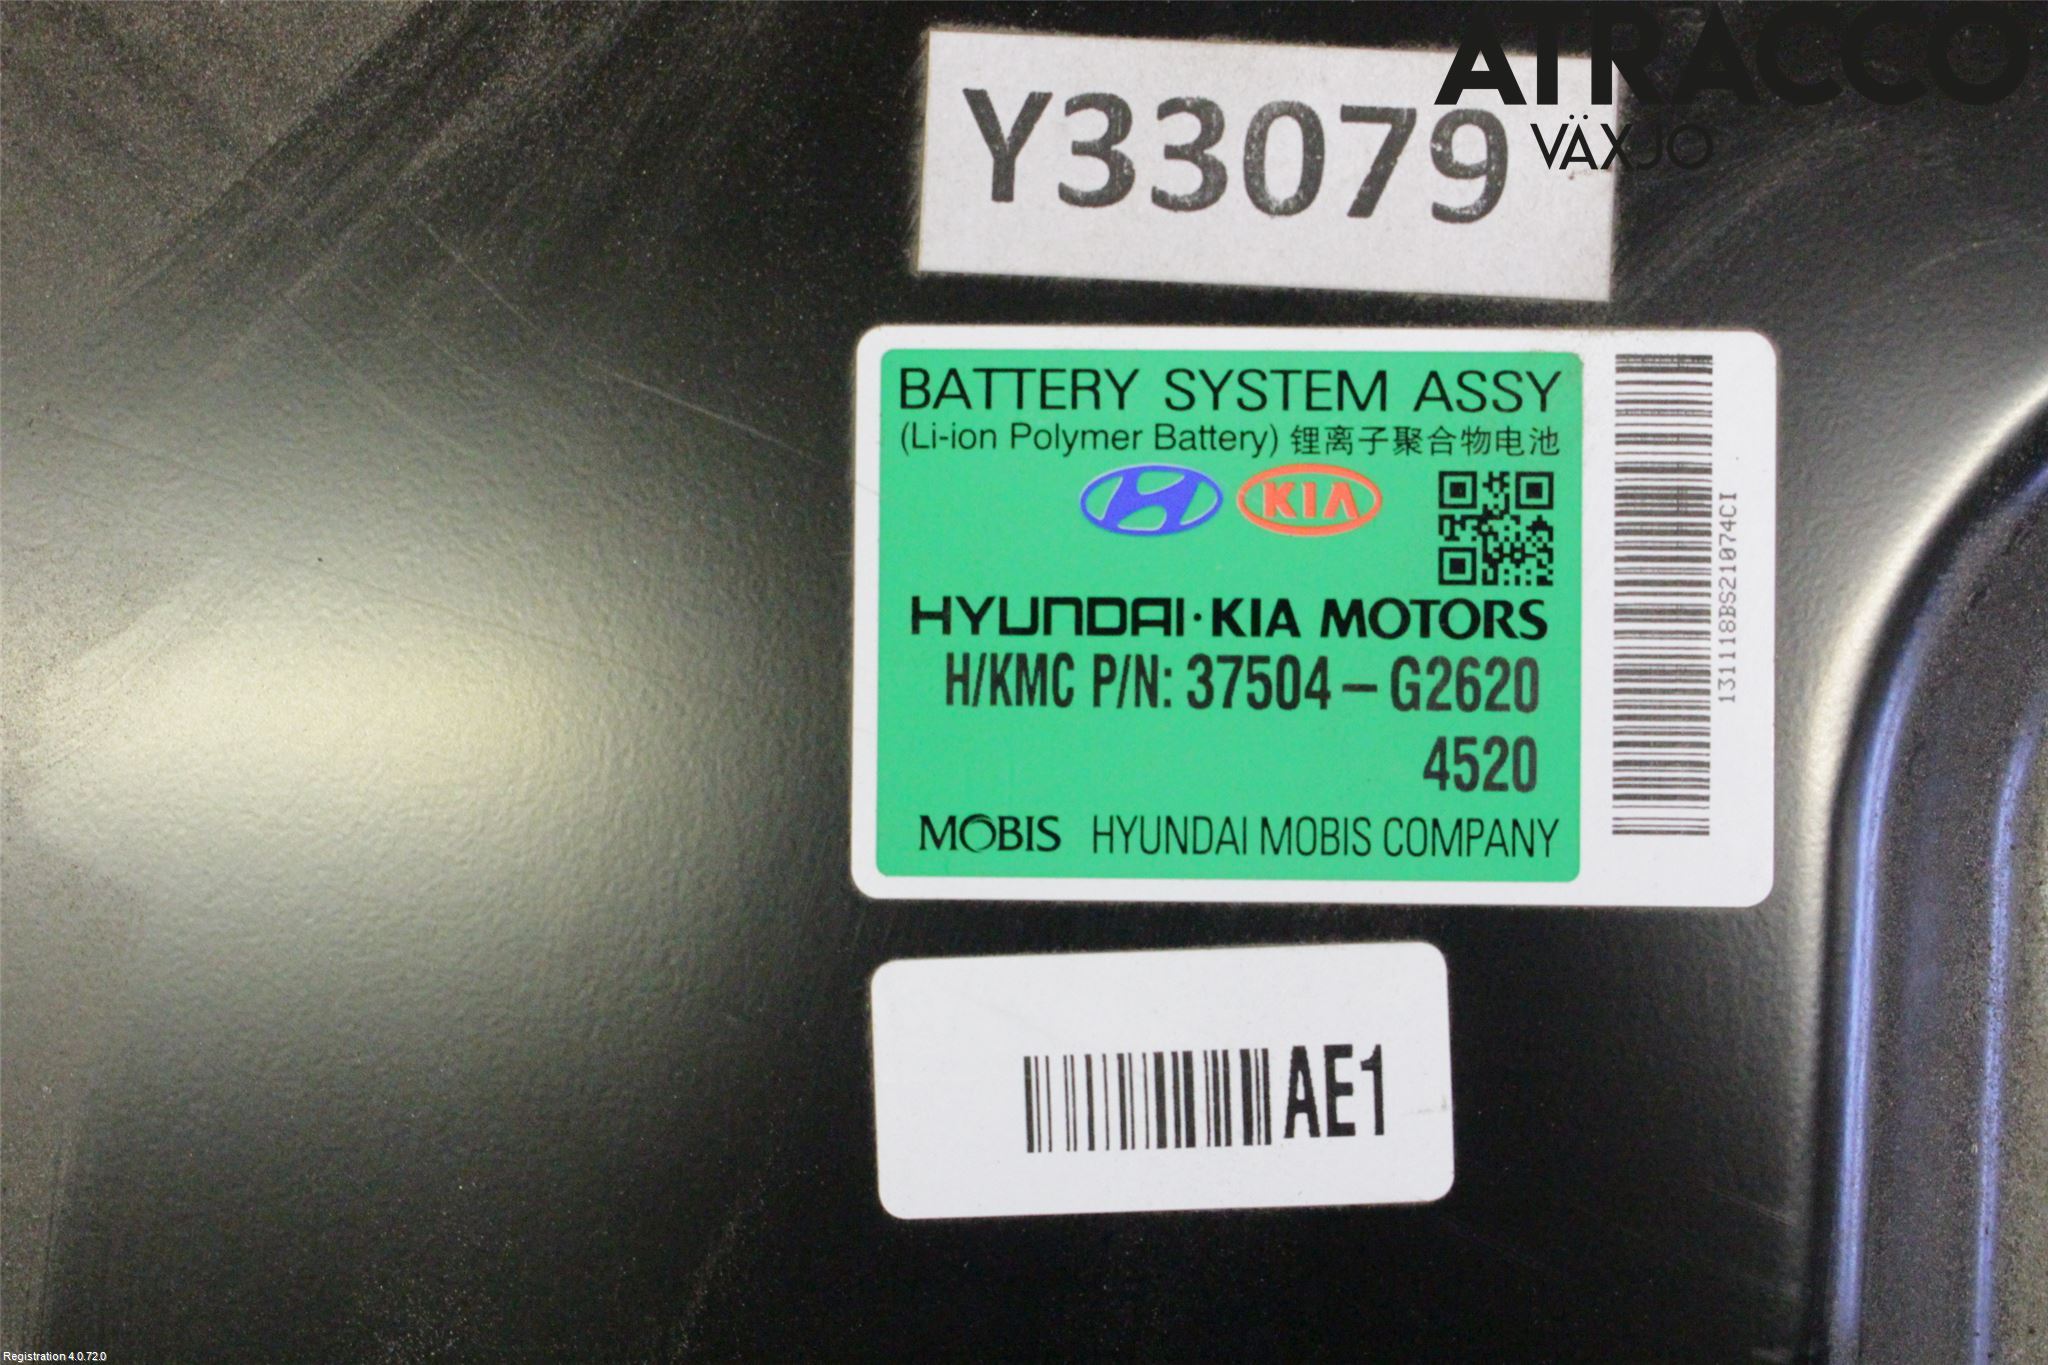 ATRACCO
VÄXJÖ
Y33079
BATTERY SYSTEM ASSY
(Li-ion Polymer Battery) 锂离子聚合物电池
KIA
HYUNDAI · KIA MOTORS
H/KMC P/N: 37504-G2620
4520
MOBIS HYUNDAI MOBIS COMPANY
131118BS21074CI
AE1
Registration 4.0.72.0